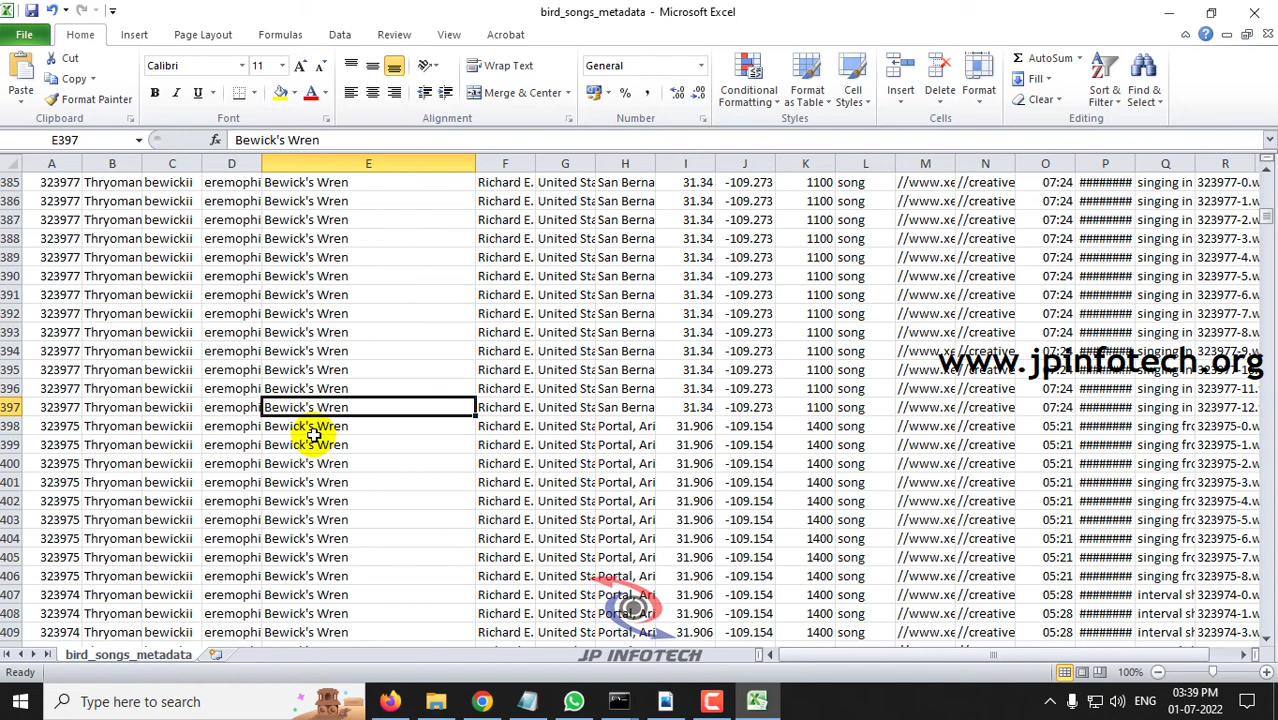 bird_songs_metadata - Microsoft Excel
File Home Insert Page Layout Formulas Data Review View Acrobat
Cut
Copy
Format Painter
Paste
Clipboard
Calibri 11
B I U
Font
Wrap Text
Merge & Center
Alignment
General
Number
Conditional Formatting
Format as Table
Cell Styles
Styles
Insert Delete Format
Cells
AutoSum
Fill
Clear
Sort & Filter
Find & Select
Editing
E397 fx Bewick's Wren
A B C D E F G H I J K L M N O P Q R
385 323977 Thryoman bewickii eremophi Bewick's Wren Richard E. United Sta San Berna 31.34 -109.273 1100 song //www.xe //creative 07:24 ######## singing in 323977-0.w
386 323977 Thryoman bewickii eremophi Bewick's Wren Richard E. United Sta San Berna 31.34 -109.273 1100 song //www.xe //creative 07:24 ######## singing in 323977-1.w
387 323977 Thryoman bewickii eremophi Bewick's Wren Richard E. United Sta San Berna 31.34 -109.273 1100 song //www.xe //creative 07:24 ######## singing in 323977-2.w
388 323977 Thryoman bewickii eremophi Bewick's Wren Richard E. United Sta San Berna 31.34 -109.273 1100 song //www.xe //creative 07:24 ######## singing in 323977-3.w
389 323977 Thryoman bewickii eremophi Bewick's Wren Richard E. United Sta San Berna 31.34 -109.273 1100 song //www.xe //creative 07:24 ######## singing in 323977-4.w
390 323977 Thryoman bewickii eremophi Bewick's Wren Richard E. United Sta San Berna 31.34 -109.273 1100 song //www.xe //creative 07:24 ######## singing in 323977-5.w
391 323977 Thryoman bewickii eremophi Bewick's Wren Richard E. United Sta San Berna 31.34 -109.273 1100 song //www.xe //creative 07:24 ######## singing in 323977-6.w
392 323977 Thryoman bewickii eremophi Bewick's Wren Richard E. United Sta San Berna 31.34 -109.273 1100 song //www.xe //creative 07:24 ######## singing in 323977-7.w
393 323977 Thryoman bewickii eremophi Bewick's Wren Richard E. United Sta San Berna 31.34 -109.273 1100 song //www.xe //creative 07:24 ######## singing in 323977-8.w
394 323977 Thryoman bewickii eremophi Bewick's Wren Richard E. United Sta San Berna 31.34 -109.273 1100 song //www.xe //creative 07:24 ######## singing in 323977-9.w
www.jpinfotech.org
395 323977 Thryoman bewickii eremophi Bewick's Wren Richard E. United Sta San Berna 31.34 -109.273 1100 song //www.xe //creative 07:24 ######## singing in 323977-10.
396 323977 Thryoman bewickii eremophi Bewick's Wren Richard E. United Sta San Berna 31.34 -109.273 1100 song //www.xe //creative 07:24 ######## singing in 323977-11.
397 323977 Thryoman bewickii eremophi Bewick's Wren Richard E. United Sta San Berna 31.34 -109.273 1100 song //www.xe //creative 07:24 ######## singing in 323977-12.
398 323975 Thryoman bewickii eremophi Bewick's Wren Richard E. United Sta Portal, Ari 31.906 -109.154 1400 song //www.xe //creative 05:21 ######## singing fro 323975-0.w
399 323975 Thryoman bewickii eremophi Bewick's Wren Richard E. United Sta Portal, Ari 31.906 -109.154 1400 song //www.xe //creative 05:21 ######## singing fro 323975-1.w
400 323975 Thryoman bewickii eremophi Bewick's Wren Richard E. United Sta Portal, Ari 31.906 -109.154 1400 song //www.xe //creative 05:21 ######## singing fro 323975-2.w
401 323975 Thryoman bewickii eremophi Bewick's Wren Richard E. United Sta Portal, Ari 31.906 -109.154 1400 song //www.xe //creative 05:21 ######## singing fro 323975-3.w
402 323975 Thryoman bewickii eremophi Bewick's Wren Richard E. United Sta Portal, Ari 31.906 -109.154 1400 song //www.xe //creative 05:21 ######## singing fro 323975-4.w
403 323975 Thryoman bewickii eremophi Bewick's Wren Richard E. United Sta Portal, Ari 31.906 -109.154 1400 song //www.xe //creative 05:21 ######## singing fro 323975-5.w
404 323975 Thryoman bewickii eremophi Bewick's Wren Richard E. United Sta Portal, Ari 31.906 -109.154 1400 song //www.xe //creative 05:21 ######## singing fro 323975-6.w
405 323975 Thryoman bewickii eremophi Bewick's Wren Richard E. United Sta Portal, Ari 31.906 -109.154 1400 song //www.xe //creative 05:21 ######## singing fro 323975-7.w
406 323975 Thryoman bewickii eremophi Bewick's Wren Richard E. United Sta Portal, Ari 31.906 -109.154 1400 song //www.xe //creative 05:21 ######## singing fro 323975-8.w
407 323974 Thryoman bewickii eremophi Bewick's Wren Richard E. United Sta Portal, Ari 31.906 -109.154 1400 song //www.xe //creative 05:28 ######## interval sh 323974-0.w
408 323974 Thryoman bewickii eremophi Bewick's Wren Richard E. United Sta Portal, Ari 31.906 -109.154 1400 song //www.xe //creative 05:28 ######## interval sh 323974-1.w
409 323974 Thryoman bewickii eremophi Bewick's Wren Richard E. United Sta Portal, Ari 31.906 -109.154 1400 song //www.xe //creative 05:28 ######## interval sh 323974-3.w
bird_songs_metadata
JP INFOTECH
Ready 100%
Type here to search
ENG
03:39 PM
01-07-2022